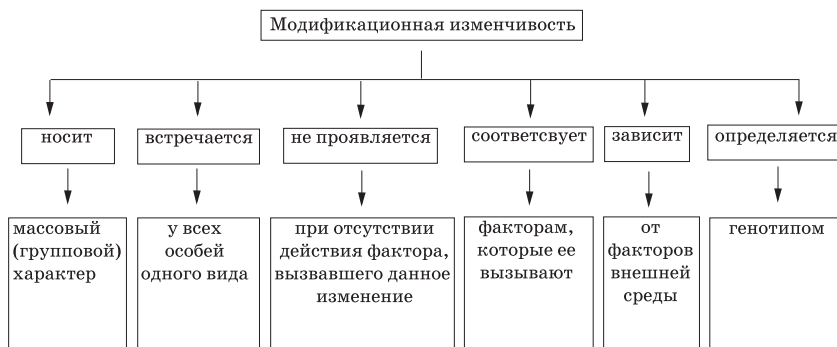 Модификационная изменчивость
носит
встречается
не проявляется
соответсвует
зависит
определяется
массовый
(групповой)
характер
у всех
особей
одного вида
при отсутствии
действия фактора,
вызвавшего данное
изменение
факторам,
которые ее
вызывают
от
факторов
внешней
среды
генотипом